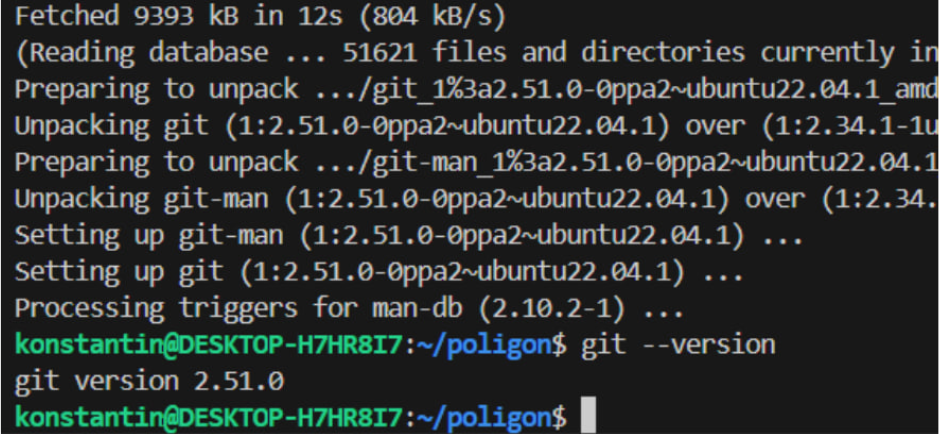 Fetched 9393 kB in 12s (804 kB/s)
(Reading database ... 51621 files and directories currently in
Preparing to unpack .../git_1%3a2.51.0-0ppa2~ubuntu22.04.1_amd
Unpacking git (1:2.51.0-0ppa2~ubuntu22.04.1) over (1:2.34.1-1u
Preparing to unpack .../git-man_1%3a2.51.0-0ppa2~ubuntu22.04.1
Unpacking git-man (1:2.51.0-0ppa2~ubuntu22.04.1) over (1:2.34.
Setting up git-man (1:2.51.0-0ppa2~ubuntu22.04.1) ...
Setting up git (1:2.51.0-0ppa2~ubuntu22.04.1) ...
Processing triggers for man-db (2.10.2-1) ...
konstantin@DESKTOP-H7HR8I7:~/poligon$ git --version
git version 2.51.0
konstantin@DESKTOP-H7HR8I7:~/poligon$